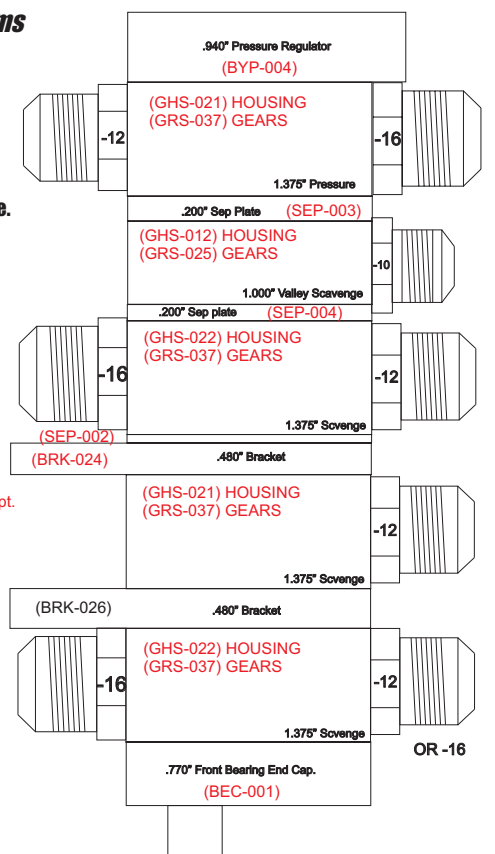 ms
.940" Pressure Regulator
(BYP-004)
(GHS-021) HOUSING
(GRS-037) GEARS
-12
-16
1.375" Pressure
e.
.200" Sep Plate (SEP-003)
(GHS-012) HOUSING
(GRS-025) GEARS
-10
1.000" Valley Scavenge
.200" Sep plate (SEP-004)
(GHS-022) HOUSING
(GRS-037) GEARS
-16
-12
1.375" Scvenge
(SEP-002)
(BRK-024)
.480" Bracket
(GHS-021) HOUSING
(GRS-037) GEARS
pt.
-12
1.375" Scvenge
(BRK-026)
.480" Bracket
(GHS-022) HOUSING
(GRS-037) GEARS
-16
-12
1.375" Scvenge
OR -16
.770" Front Bearing End Cap.
(BEC-001)